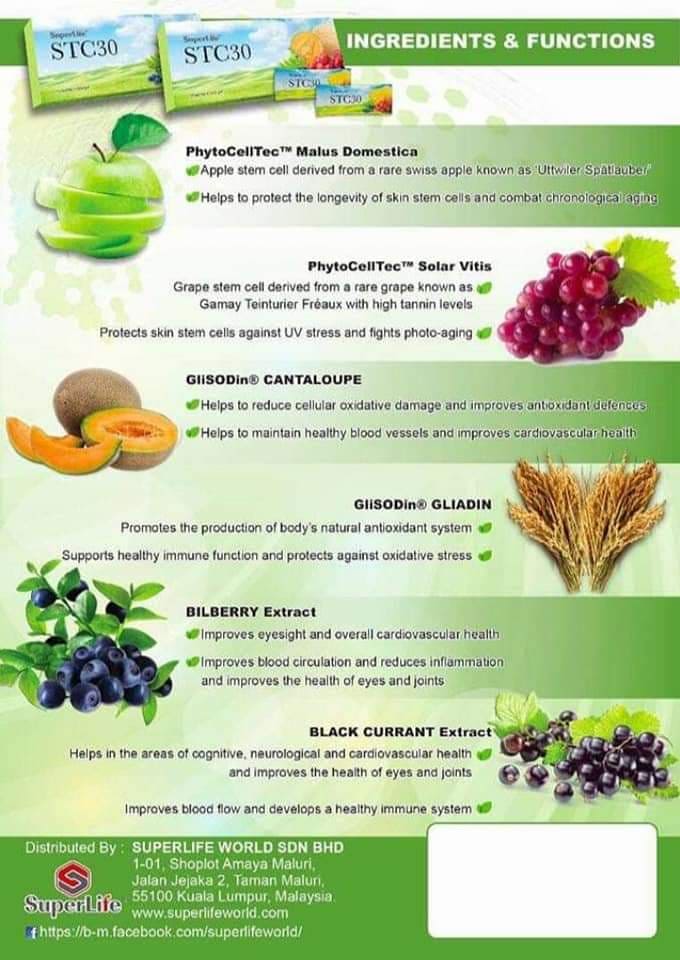 SuperLife
STC30
SuperLife
STC30
STC30
STC30
INGREDIENTS & FUNCTIONS
PhytoCellTec™ Malus Domestica
Apple stem cell derived from a rare swiss apple known as 'Uttwiler Spätlauber'
Helps to protect the longevity of skin stem cells and combat chronological aging
PhytoCellTec™ Solar Vitis
Grape stem cell derived from a rare grape known as
Gamay Teinturier Fréaux with high tannin levels
Protects skin stem cells against UV stress and fights photo-aging
GliSODin® CANTALOUPE
Helps to reduce cellular oxidative damage and improves antioxidant defences
Helps to maintain healthy blood vessels and improves cardiovascular health
GliSODin® GLIADIN
Promotes the production of body's natural antioxidant system
Supports healthy immune function and protects against oxidative stress
BILBERRY Extract
Improves eyesight and overall cardiovascular health
Improves blood circulation and reduces inflammation
and improves the health of eyes and joints
BLACK CURRANT Extract
Helps in the areas of cognitive, neurological and cardiovascular health
and improves the health of eyes and joints
Improves blood flow and develops a healthy immune system
Distributed By : SUPERLIFE WORLD SDN BHD
1-01, Shoplot Amaya Maluri,
Jalan Jejaka 2, Taman Maluri,
55100 Kuala Lumpur, Malaysia.
SuperLife
www.superlifeworld.com
f https://b-m.facebook.com/superlifeworld/